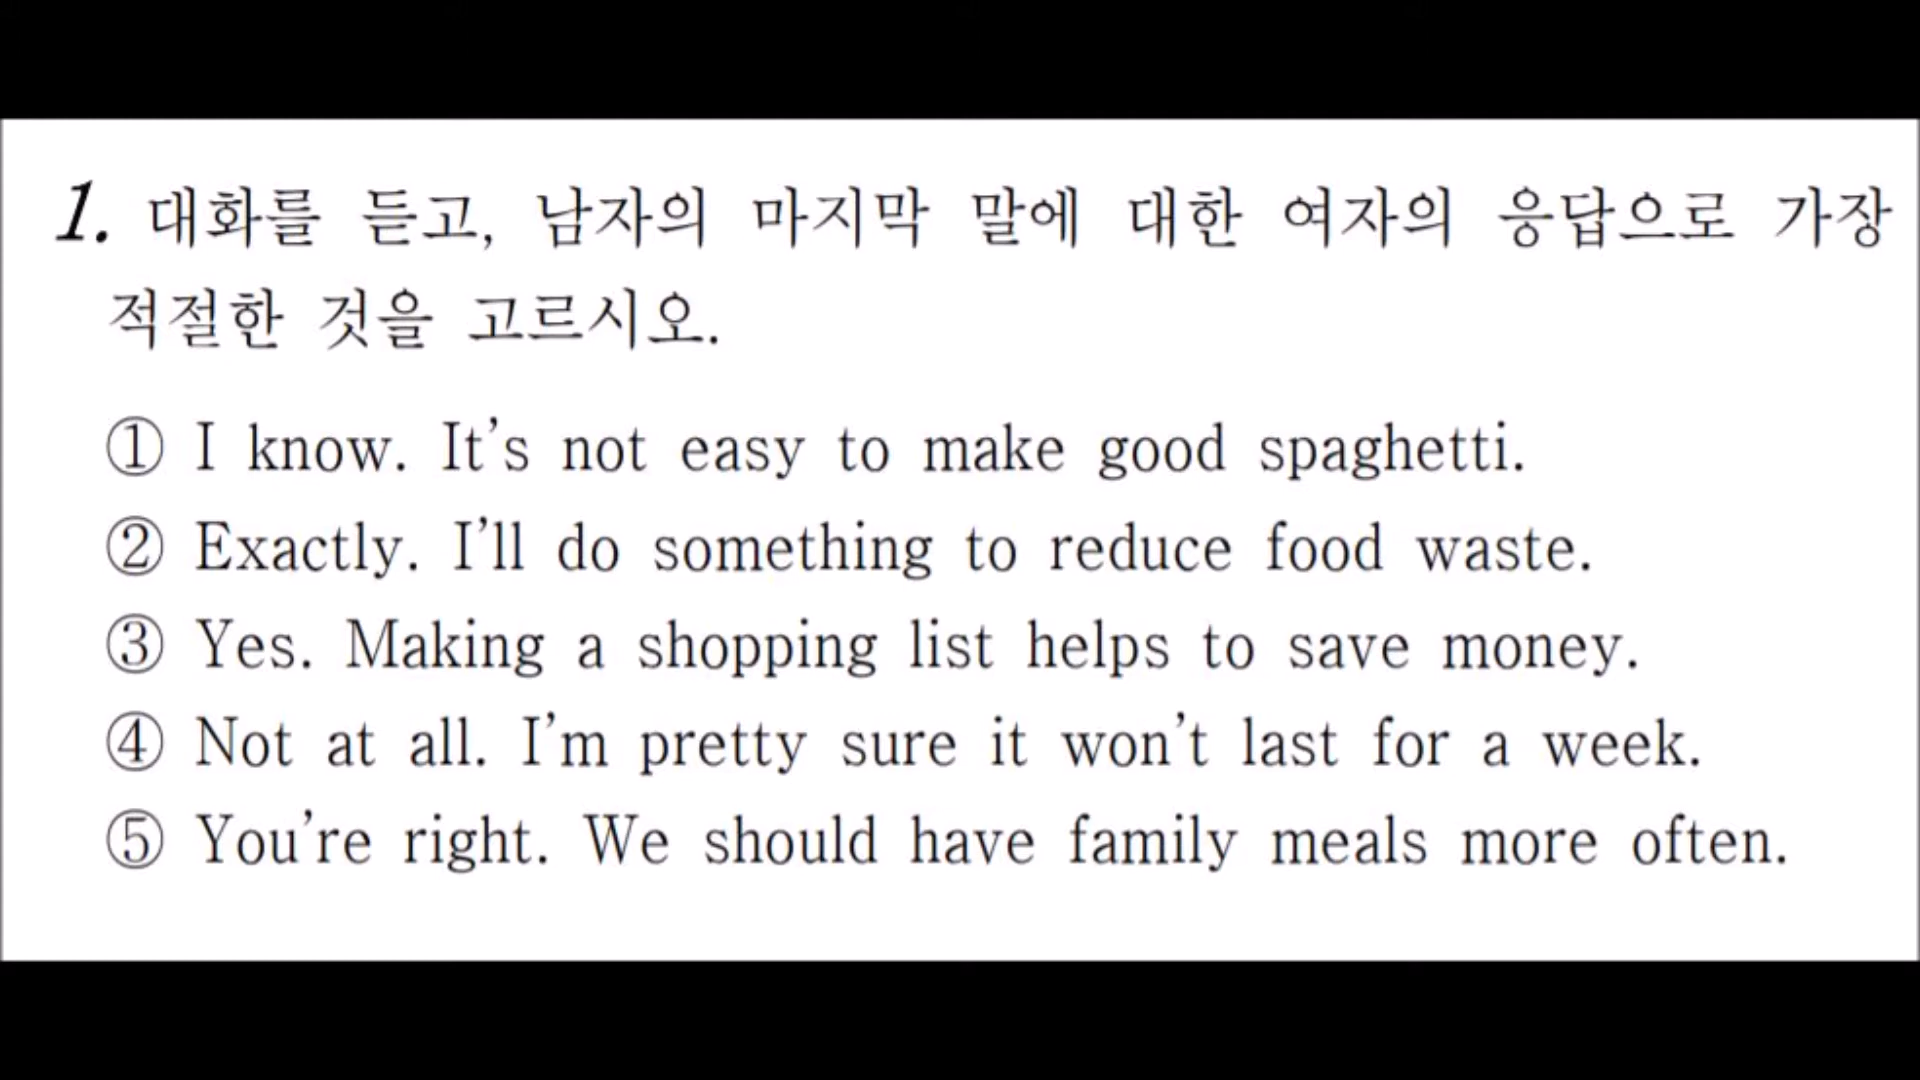 1. 대화를 듣고, 남자의 마지막 말에 대한 여자의 응답으로 가장
적절한 것을 고르시오.
① I know. It's not easy to make good spaghetti.
② Exactly. I'll do something to reduce food waste.
③ Yes. Making a shopping list helps to save money.
④ Not at all. I'm pretty sure it won't last for a week.
⑤ You're right. We should have family meals more often.